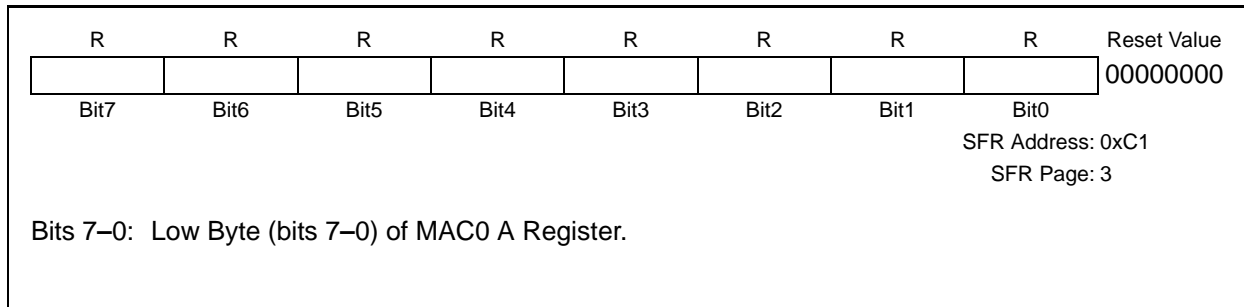 R R R R R R R R Reset Value
00000000
Bit7 Bit6 Bit5 Bit4 Bit3 Bit2 Bit1 Bit0
SFR Address: 0xC1
SFR Page: 3
Bits 7–0: Low Byte (bits 7–0) of MAC0 A Register.